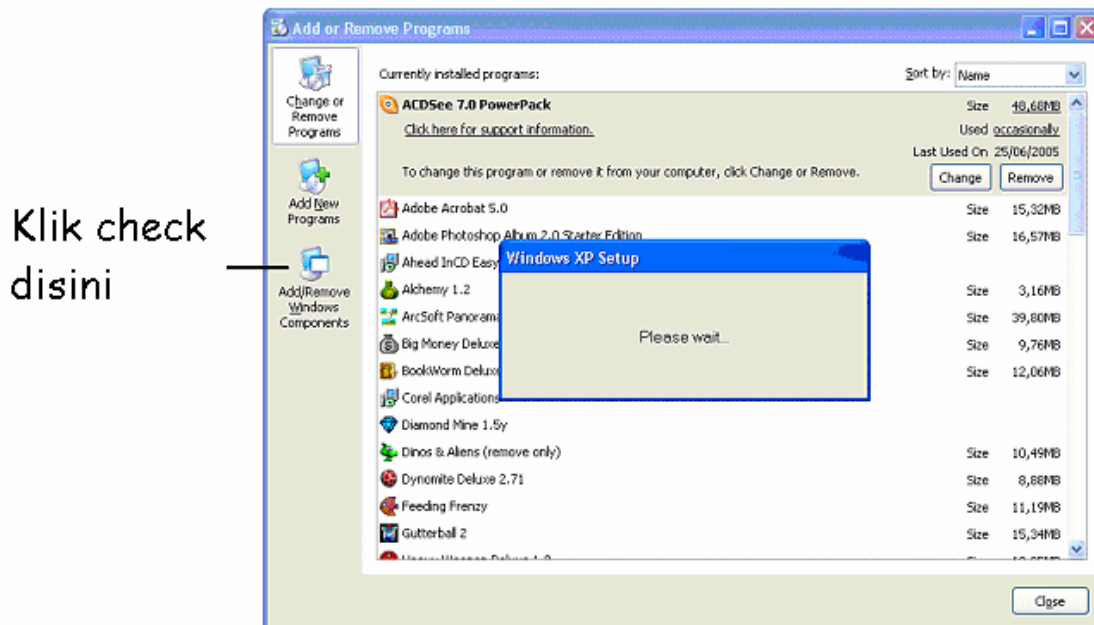 Klik check
disini
Add or Remove Programs
Change or
Remove
Programs
Add New
Programs
Add/Remove
Windows
Components
Currently installed programs:
Sort by: Name
ACDSee 7.0 PowerPack Size 48,68MB
Click here for support information. Used occasionally
Last Used On 25/06/2005
To change this program or remove it from your computer, click Change or Remove. Change Remove
Adobe Acrobat 5.0 Size 15,32MB
Adobe Photoshop Album 2.0 Starter Edition Size 16,57MB
Ahead InCD Easy
Alchemy 1.2 Size 3,16MB
ArcSoft Panorama Size 39,80MB
Big Money Deluxe Size 9,76MB
BookWorm Deluxe Size 12,06MB
Corel Applications
Diamond Mine 1.5y
Dinos & Aliens (remove only) Size 10,49MB
Dynomite Deluxe 2.71 Size 8,88MB
Feeding Frenzy Size 11,19MB
Gutterball 2 Size 15,34MB
Windows XP Setup
Please wait...
Close